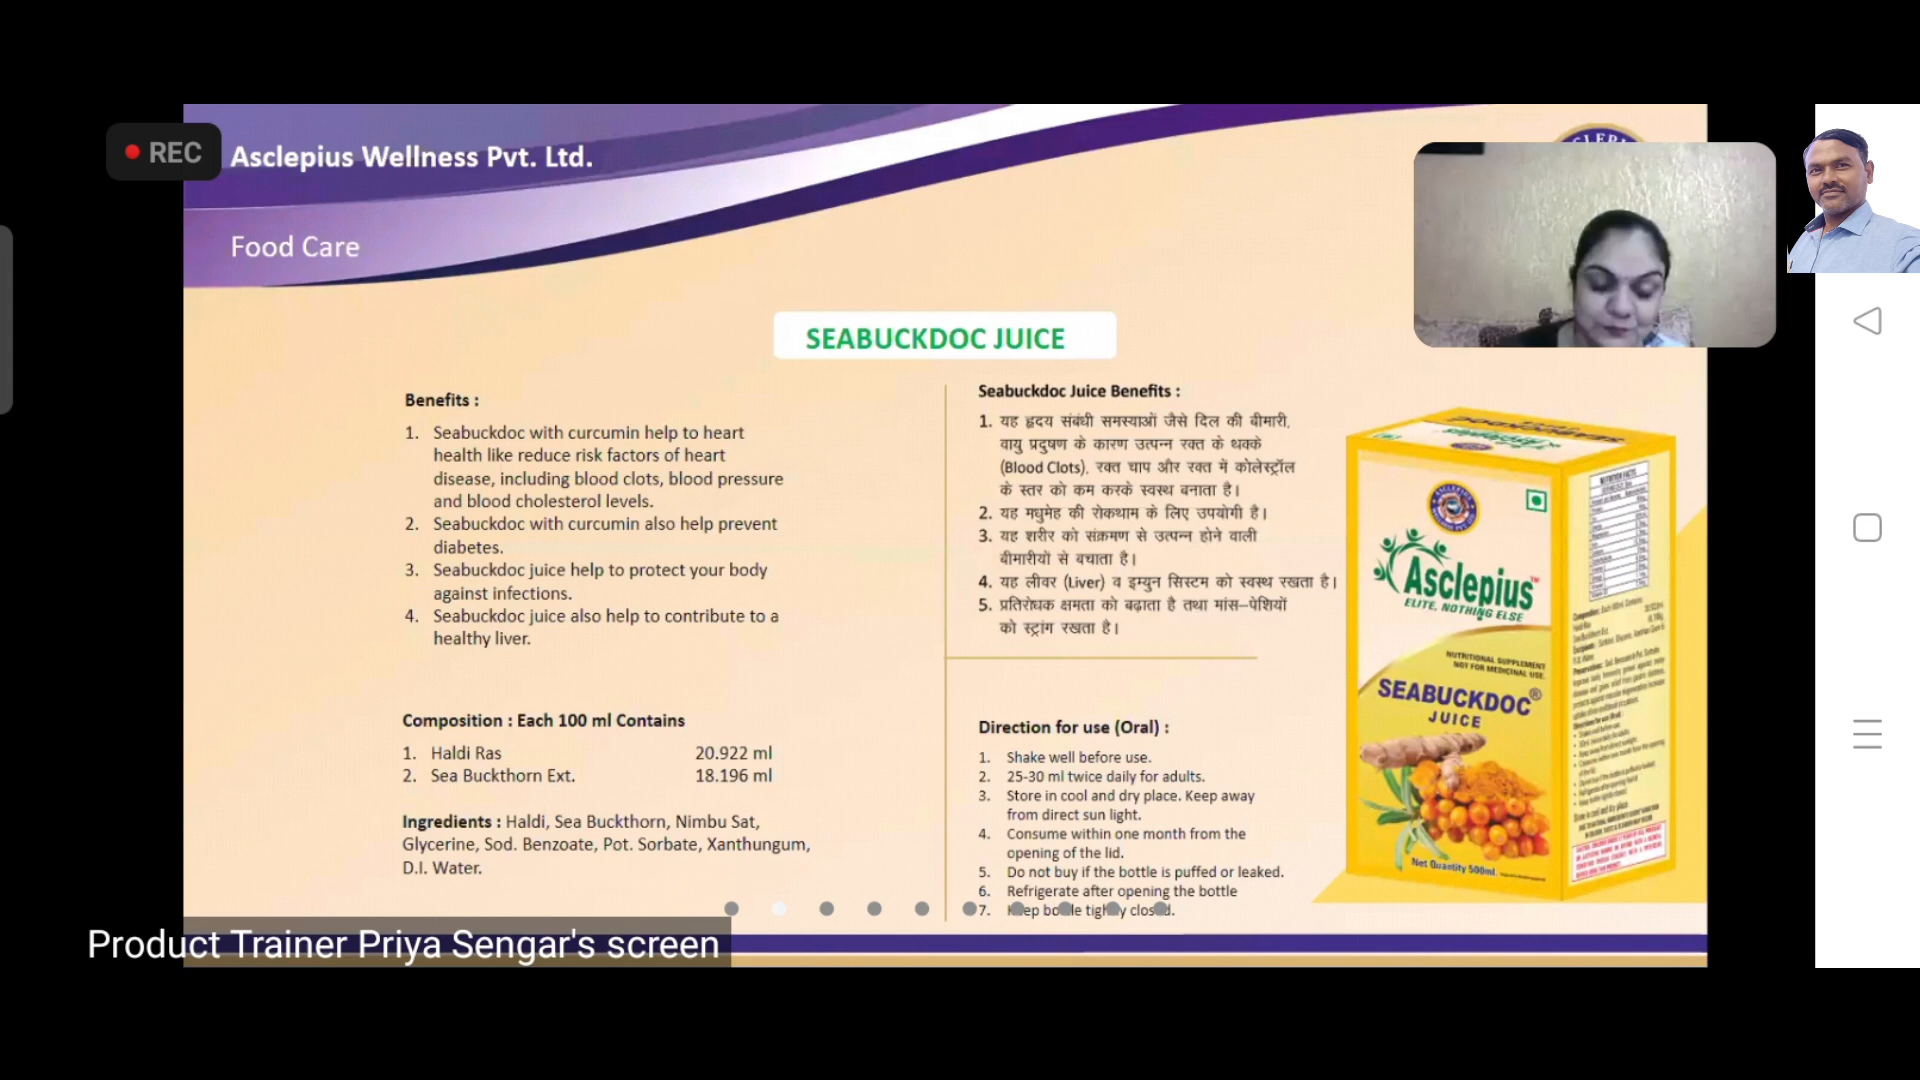 REC
Asclepius Wellness Pvt. Ltd.
Food Care
SEABUCKDOC JUICE
Benefits :
1. Seabuckdoc with curcumin help to heart
health like reduce risk factors of heart
disease, including blood clots, blood pressure
and blood cholesterol levels.
2. Seabuckdoc with curcumin also help prevent
diabetes.
3. Seabuckdoc juice help to protect your body
against infections.
4. Seabuckdoc juice also help to contribute to a
healthy liver.
Composition : Each 100 ml Contains
1. Haldi Ras 20.922 ml
2. Sea Buckthorn Ext. 18.196 ml
Ingredients : Haldi, Sea Buckthorn, Nimbu Sat,
Glycerine, Sod. Benzoate, Pot. Sorbate, Xanthungum,
D.I. Water.
Seabuckdoc Juice Benefits :
1. यह हृदय संबंधी समस्याओं जैसे दिल की बीमारी,
वायु प्रदुषण के कारण उत्पन्न रक्त के थक्के
(Blood Clots), रक्त चाप और रक्त में कोलेस्ट्रॉल
के स्तर को कम करके स्वस्थ बनाता है।
2. यह मधुमेह की रोकथाम के लिए उपयोगी है।
3. यह शरीर को संक्रमण से उत्पन्न होने वाली
बीमारीयों से बचाता है।
4. यह लीवर (Liver) व इम्युन सिस्टम को स्वस्थ रखता है।
5. प्रतिरोधक क्षमता को बढ़ाता है तथा मांस–पेशियों
को स्ट्रांग रखता है।
Direction for use (Oral) :
1. Shake well before use.
2. 25-30 ml twice daily for adults.
3. Store in cool and dry place. Keep away
from direct sun light.
4. Consume within one month from the
opening of the lid.
5. Do not buy if the bottle is puffed or leaked.
6. Refrigerate after opening the bottle
7. Keep bottle tightly closed.
Asclepius™
ELITE, NOTHING ELSE
NUTRITIONAL SUPPLEMENT
NOT FOR MEDICINAL USE.
SEABUCKDOC®
JUICE
Net Quantity 500ml.
NUTRITION FACTS
Product Trainer Priya Sengar's screen